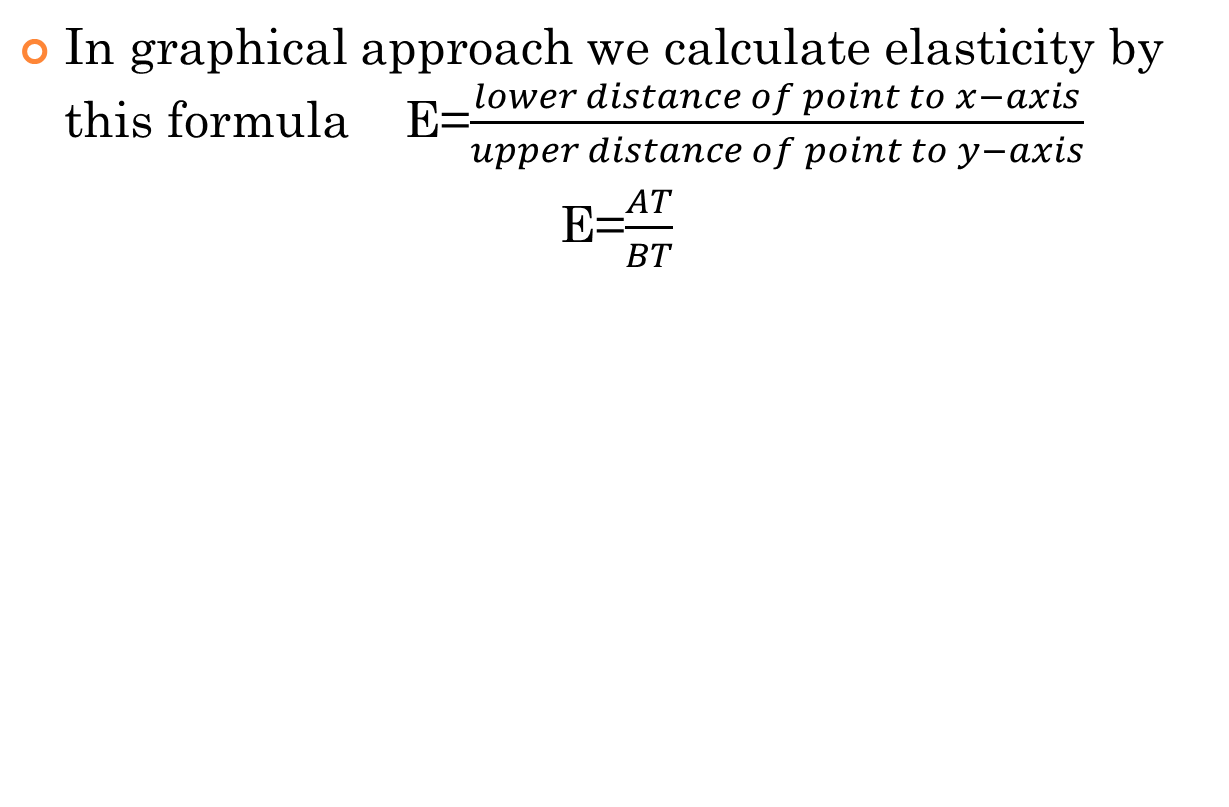 In graphical approach we calculate elasticity by
this formula E=lower distance of point to x−axis/upper distance of point to y−axis
E=AT/BT